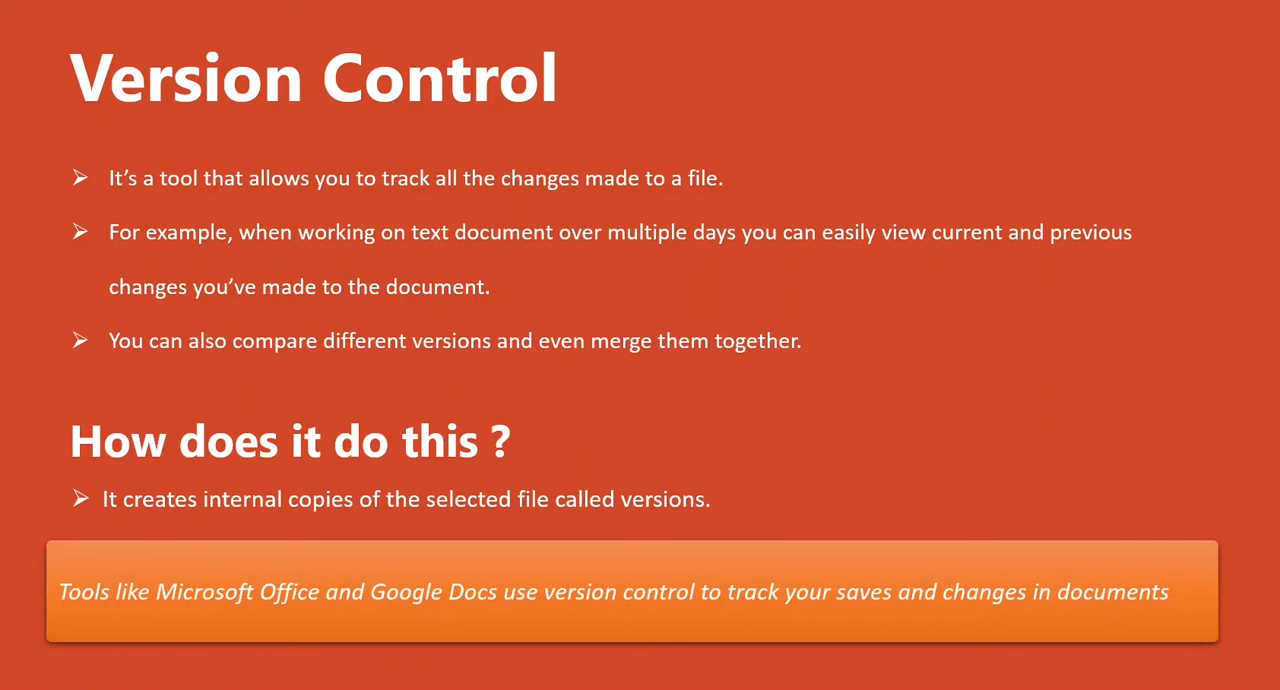 Version Control
➢ It’s a tool that allows you to track all the changes made to a file.
➢ For example, when working on text document over multiple days you can easily view current and previous
changes you’ve made to the document.
➢ You can also compare different versions and even merge them together.
How does it do this ?
➢ It creates internal copies of the selected file called versions.
Tools like Microsoft Office and Google Docs use version control to track your saves and changes in documents